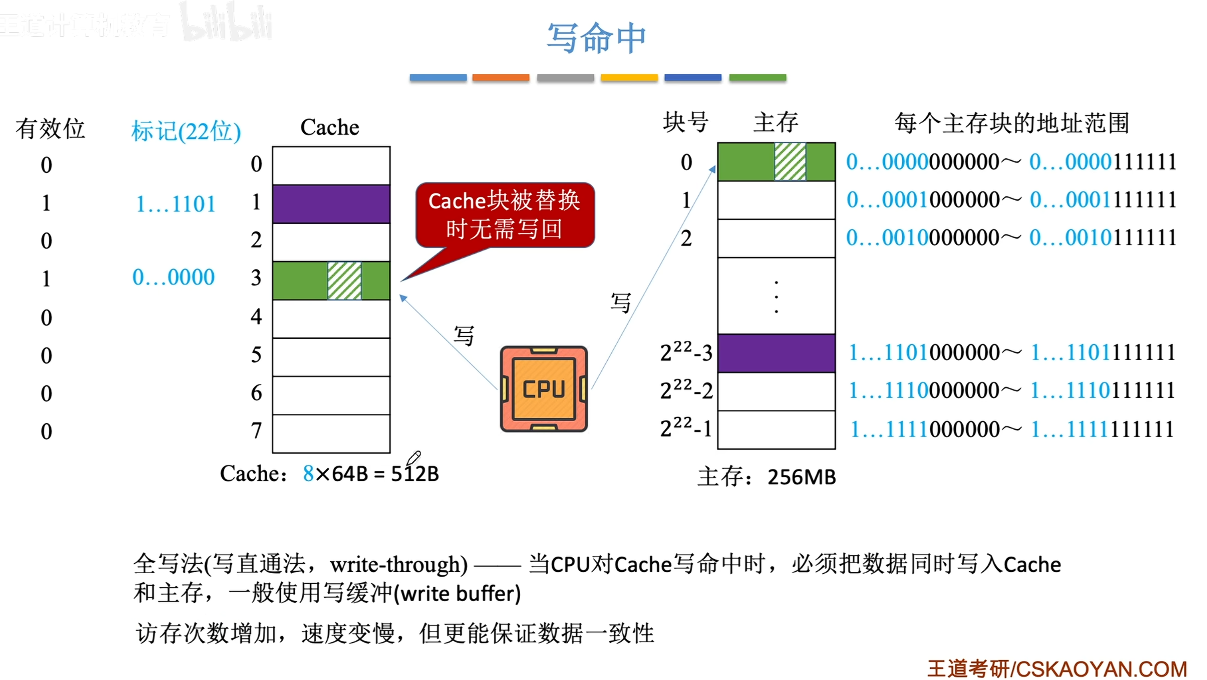 王道计算机教育 bilibili
写命中
有效位 标记(22位) Cache 块号 主存 每个主存块的地址范围
0 0
1 1…1101 1
0 2
1 0…0000 3
0 4
0 5
0 6
0 7
Cache块被替换
时无需写回
写
写
CPU
0 0…0000000000～ 0…0000111111
1 0…0001000000～ 0…0001111111
2 0…0010000000～ 0…0010111111
⋮
2²²-3 1…1101000000～ 1…1101111111
2²²-2 1…1110000000～ 1…1110111111
2²²-1 1…1111000000～ 1…1111111111
Cache：8×64B = 512B
主存：256MB
全写法(写直通法，write-through) —— 当CPU对Cache写命中时，必须把数据同时写入Cache
和主存，一般使用写缓冲(write buffer)
访存次数增加，速度变慢，但更能保证数据一致性
王道考研/CSKAOYAN.COM